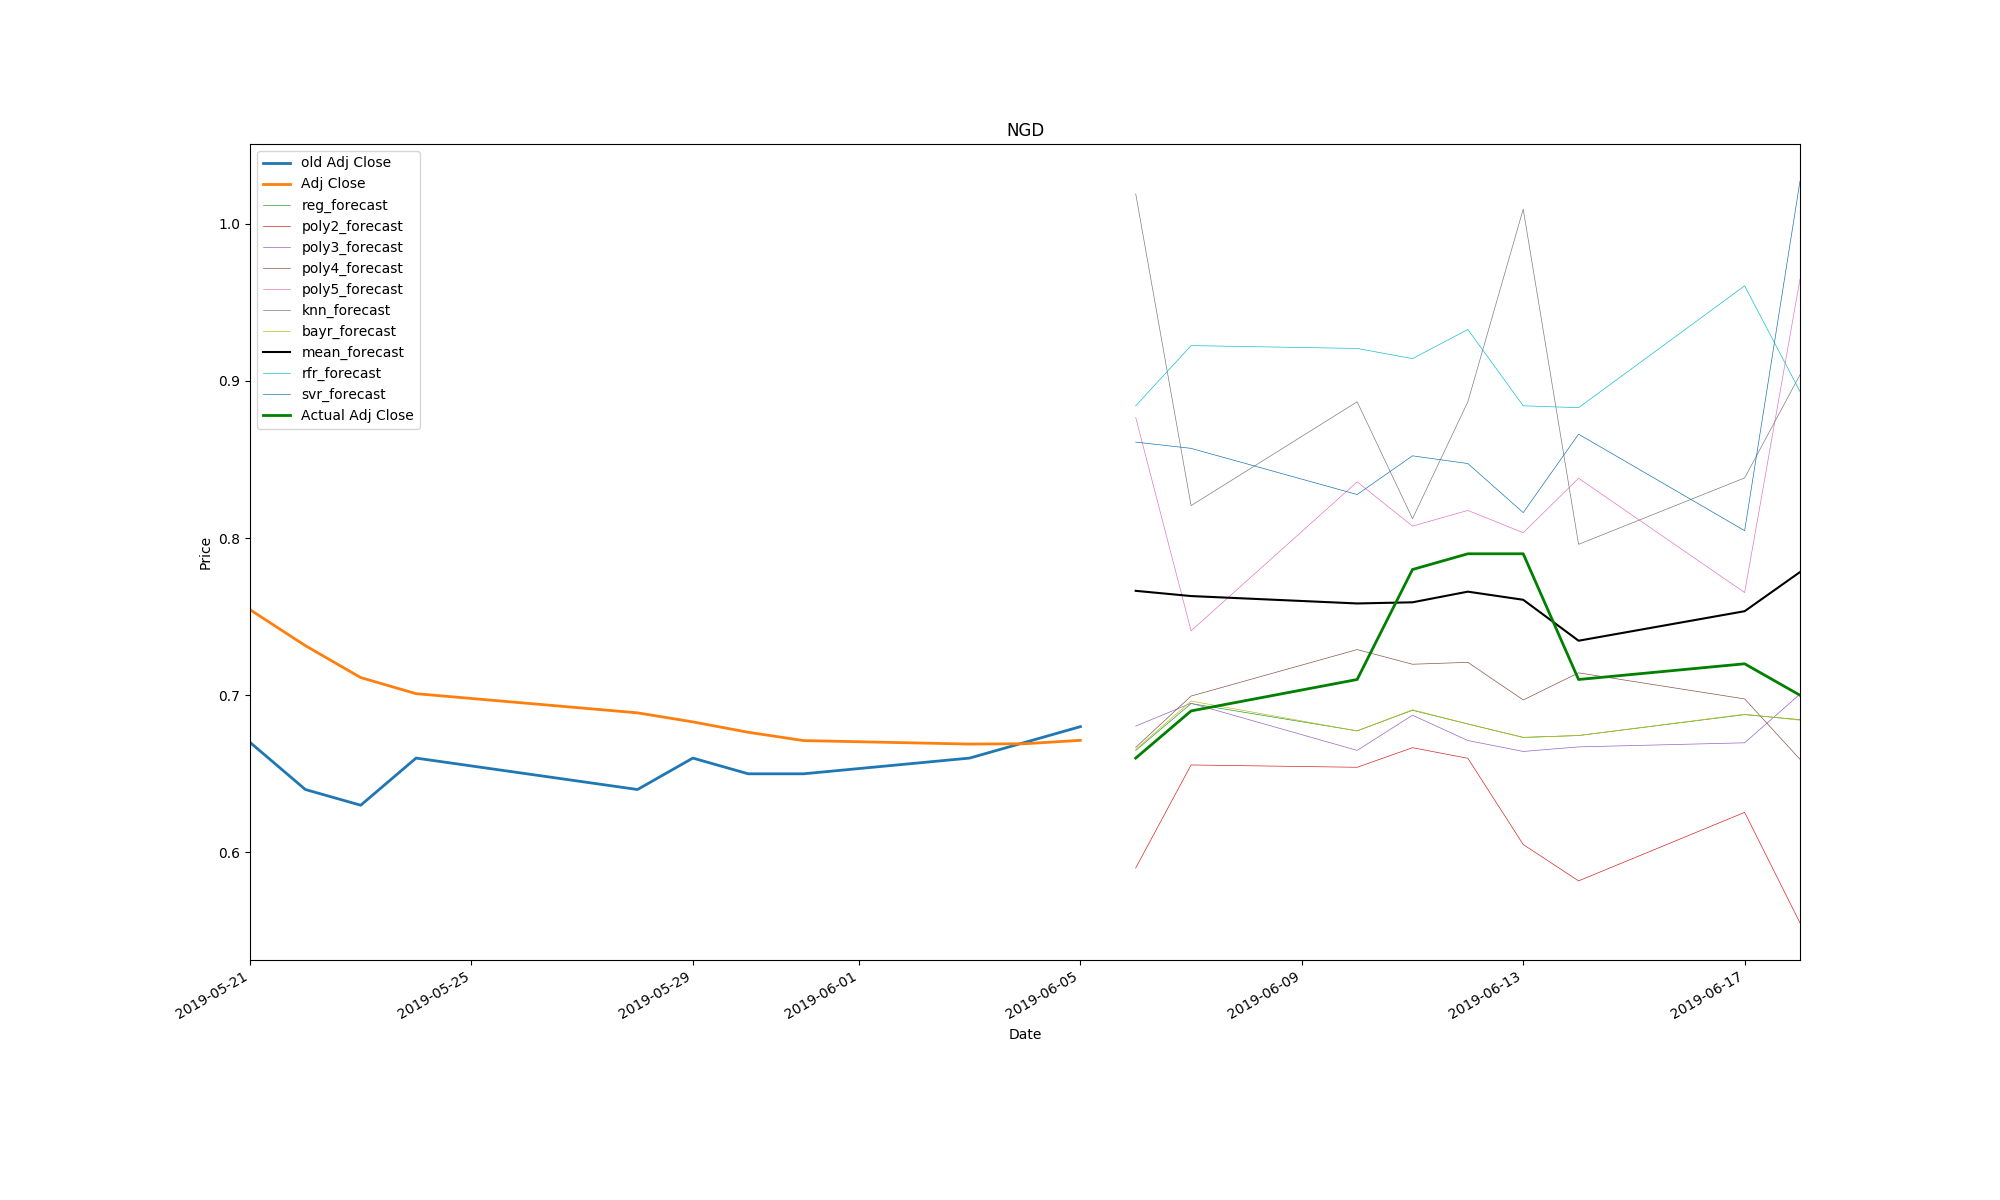 NGD
old Adj Close
Adj Close
reg_forecast
poly2_forecast
poly3_forecast
poly4_forecast
poly5_forecast
knn_forecast
bayr_forecast
mean_forecast
rfr_forecast
svr_forecast
Actual Adj Close
1.0
0.9
0.8
0.7
0.6
Price
2019-05-21
2019-05-25
2019-05-29
2019-06-01
2019-06-05
2019-06-09
2019-06-13
2019-06-17
Date